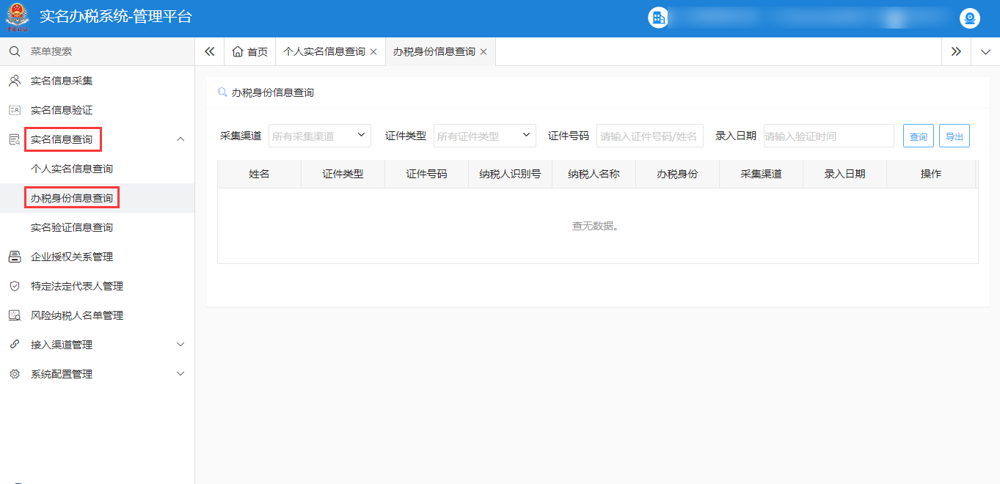 实名办税系统-管理平台
菜单搜索
首页
个人实名信息查询
办税身份信息查询
实名信息采集
实名信息验证
实名信息查询
个人实名信息查询
办税身份信息查询
实名验证信息查询
企业授权关系管理
特定法定代表人管理
风险纳税人名单管理
接入渠道管理
系统配置管理
办税身份信息查询
采集渠道 所有采集渠道 证件类型 所有证件类型 证件号码 请输入证件号码/姓名 录入日期 请输入验证时间 查询 导出
姓名 证件类型 证件号码 纳税人识别号 纳税人名称 办税身份 采集渠道 录入日期 操作
查无数据。